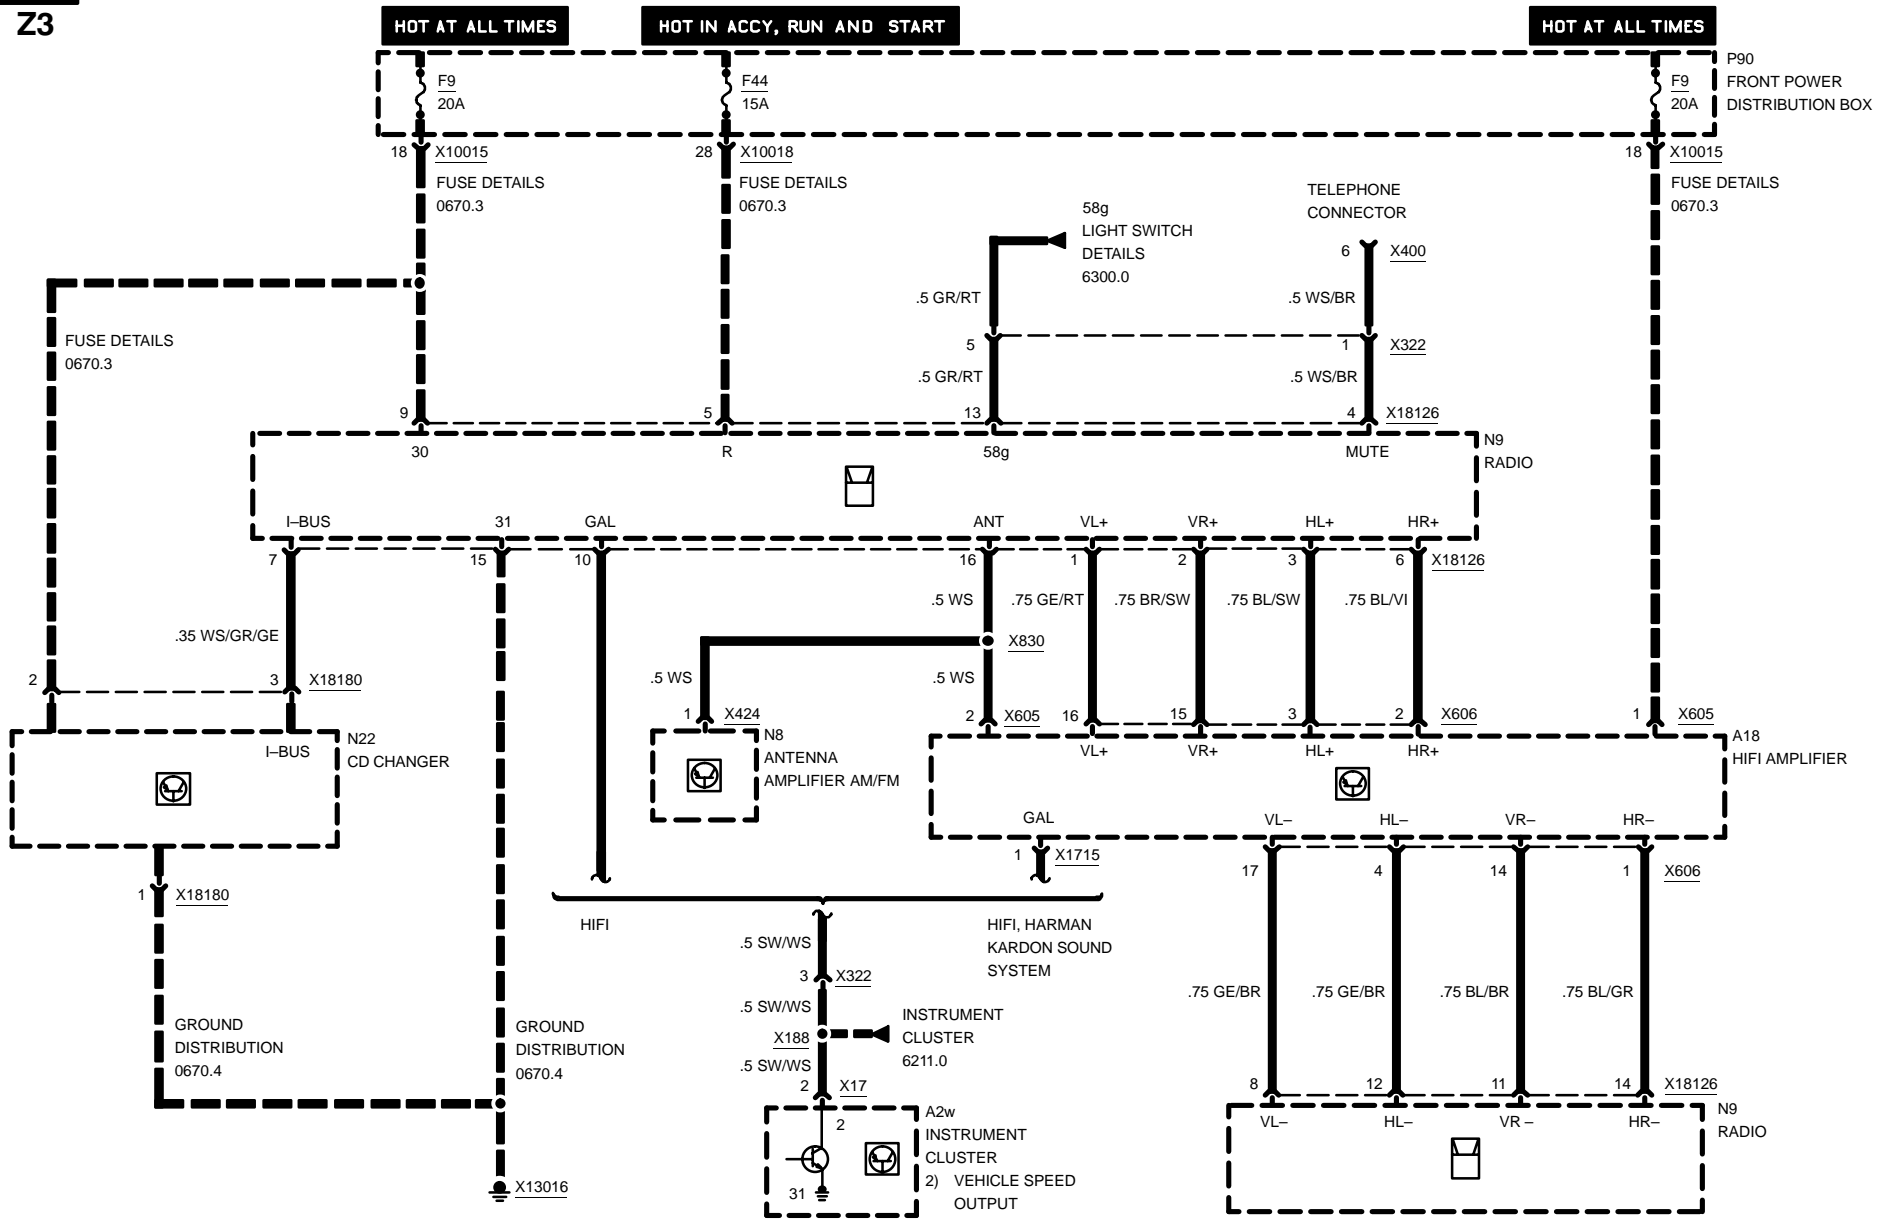 Z3
HOT AT ALL TIMES
HOT IN ACCY, RUN AND START
HOT AT ALL TIMES
P90
FRONT POWER
DISTRIBUTION BOX
F9
20A
F44
15A
F9
20A
18 X10015
28 X10018
18 X10015
FUSE DETAILS
0670.3
FUSE DETAILS
0670.3
FUSE DETAILS
0670.3
TELEPHONE
CONNECTOR
58g
LIGHT SWITCH
DETAILS
6300.0
6 X400
.5 GR/RT
.5 WS/BR
FUSE DETAILS
0670.3
5
1 X322
.5 GR/RT
.5 WS/BR
9
5
13
4 X18126
30
R
58g
MUTE
N9
RADIO
I–BUS
31
GAL
ANT
VL+
VR+
HL+
HR+
7
15
10
16
1
2
3
6 X18126
.5 WS
.75 GE/RT
.75 BR/SW
.75 BL/SW
.75 BL/VI
.35 WS/GR/GE
X830
2
3 X18180
.5 WS
.5 WS
1 X424
2 X605
16
15
3
2 X606
1 X605
I–BUS
N22
CD CHANGER
N8
ANTENNA
AMPLIFIER AM/FM
VL+
VR+
HL+
HR+
A18
HIFI AMPLIFIER
GAL
VL–
HL–
VR–
HR–
1 X1715
17
4
14
1 X606
1 X18180
HIFI
HIFI, HARMAN
KARDON SOUND
SYSTEM
.5 SW/WS
3 X322
.5 SW/WS
.75 GE/BR
.75 GE/BR
.75 BL/BR
.75 BL/GR
GROUND
DISTRIBUTION
0670.4
GROUND
DISTRIBUTION
0670.4
X188
INSTRUMENT
CLUSTER
6211.0
.5 SW/WS
2 X17
8
12
11
14 X18126
2
A2w
INSTRUMENT
CLUSTER
2) VEHICLE SPEED
OUTPUT
31
VL–
HL–
VR –
HR–
N9
RADIO
X13016